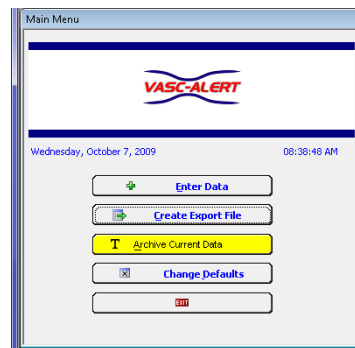 Main Menu
VASC-ALERT
Wednesday, October 7, 2009 08:38:48 AM
Enter Data
Create Export File
T Archive Current Data
Change Defaults
EXIT